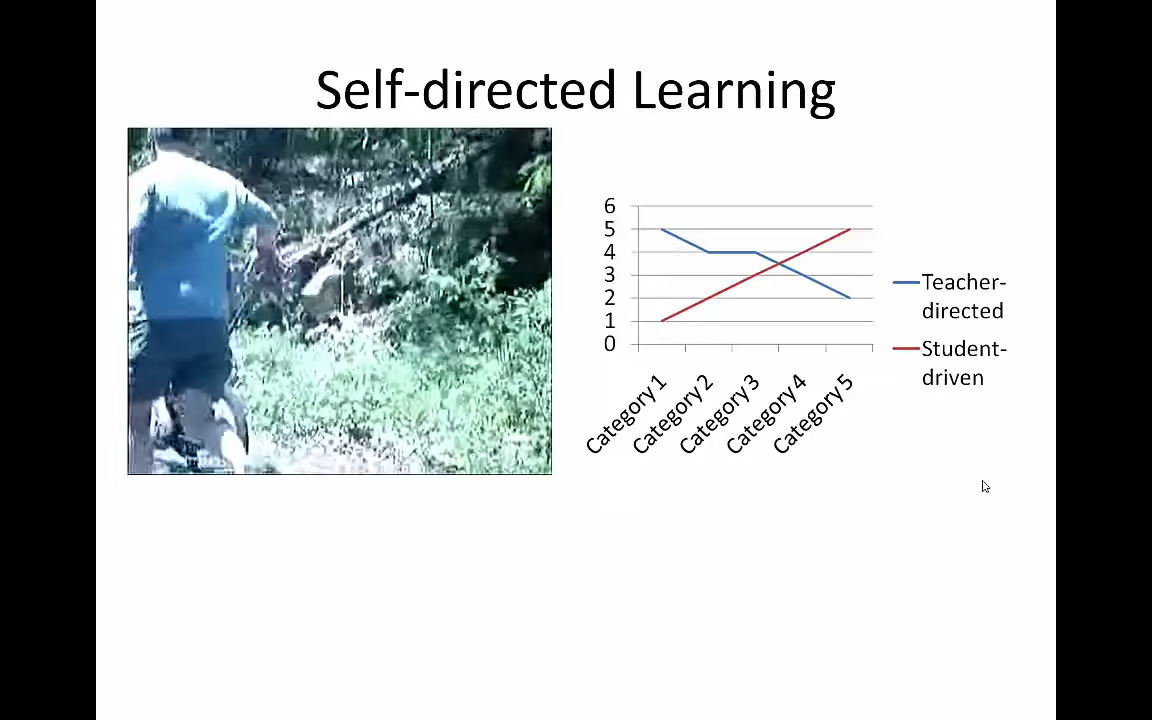 Self-directed Learning
6
5
4
3
2
1
0
Category 1
Category 2
Category 3
Category 4
Category 5
Teacher-
directed
Student-
driven